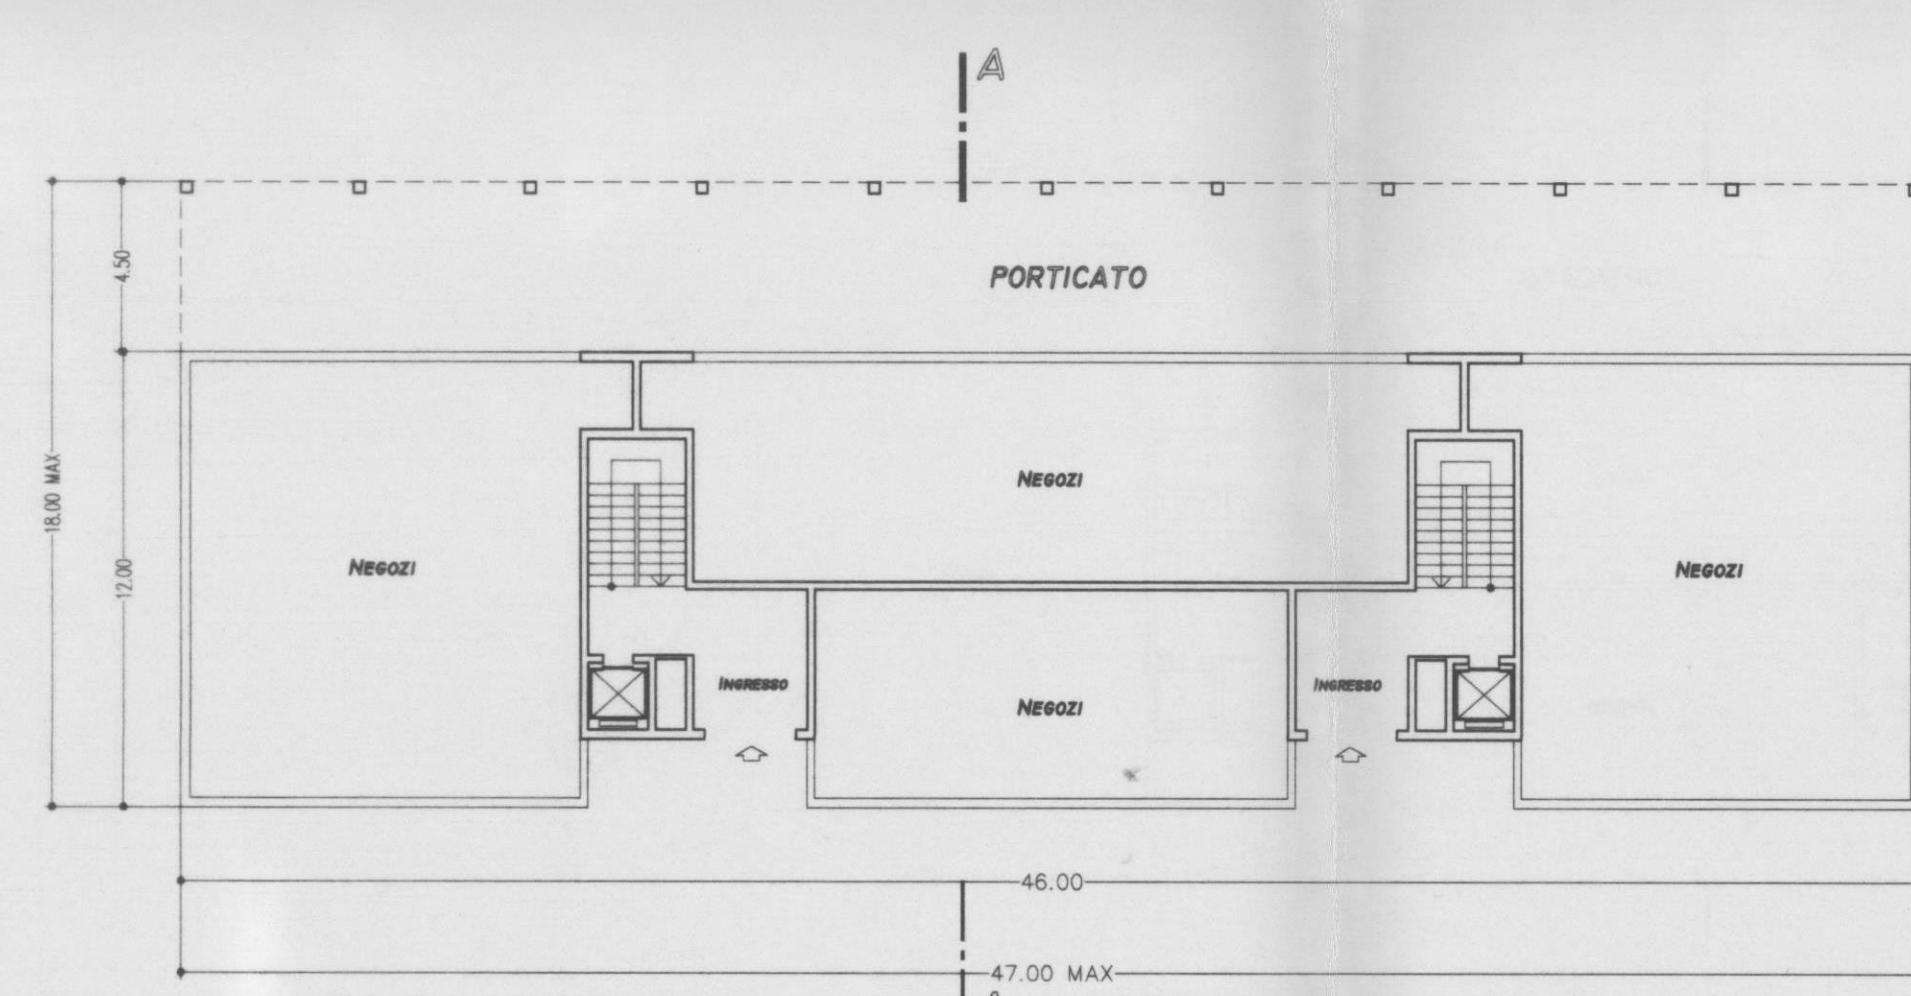 A
4.50
PORTICATO
18.00 MAX
12.00
NEGOZI
NEGOZI
NEGOZI
NEGOZI
INGRESSO
INGRESSO
46.00
47.00 MAX